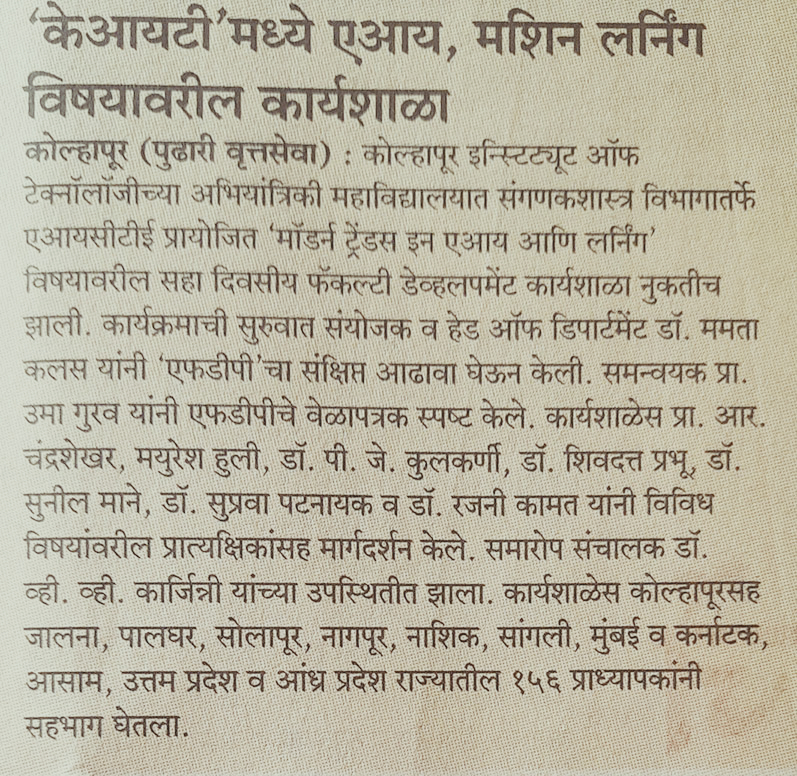 ‘केआयटी’मध्ये एआय, मशिन लर्निंग
विषयावरील कार्यशाळा
कोल्हापूर (पुढारी वृत्तसेवा) : कोल्हापूर इन्स्टिट्यूट ऑफ
टेक्नॉलॉजीच्या अभियांत्रिकी महाविद्यालयात संगणकशास्त्र विभागातर्फे
एआयसीटीई प्रायोजित ‘मॉडर्न ट्रेंडस इन एआय आणि लर्निंग’
विषयावरील सहा दिवसीय फॅकल्टी डेव्हलपमेंट कार्यशाळा नुकतीच
झाली. कार्यक्रमाची सुरुवात संयोजक व हेड ऑफ डिपार्टमेंट डॉ. ममता
कलस यांनी ‘एफडीपी’चा संक्षिप्त आढावा घेऊन केली. समन्वयक प्रा.
उमा गुरव यांनी एफडीपीचे वेळापत्रक स्पष्ट केले. कार्यशाळेस प्रा. आर.
चंद्रशेखर, मयुरेश हुली, डॉ. पी. जे. कुलकर्णी, डॉ. शिवदत्त प्रभू, डॉ.
सुनील माने, डॉ. सुप्रवा पटनायक व डॉ. रजनी कामत यांनी विविध
विषयांवरील प्रात्यक्षिकांसह मार्गदर्शन केले. समारोप संचालक डॉ.
व्ही. व्ही. कार्जिन्नी यांच्या उपस्थितीत झाला. कार्यशाळेस कोल्हापूरसह
जालना, पालघर, सोलापूर, नागपूर, नाशिक, सांगली, मुंबई व कर्नाटक,
आसाम, उत्तम प्रदेश व आंध्र प्रदेश राज्यातील १५६ प्राध्यापकांनी
सहभाग घेतला.